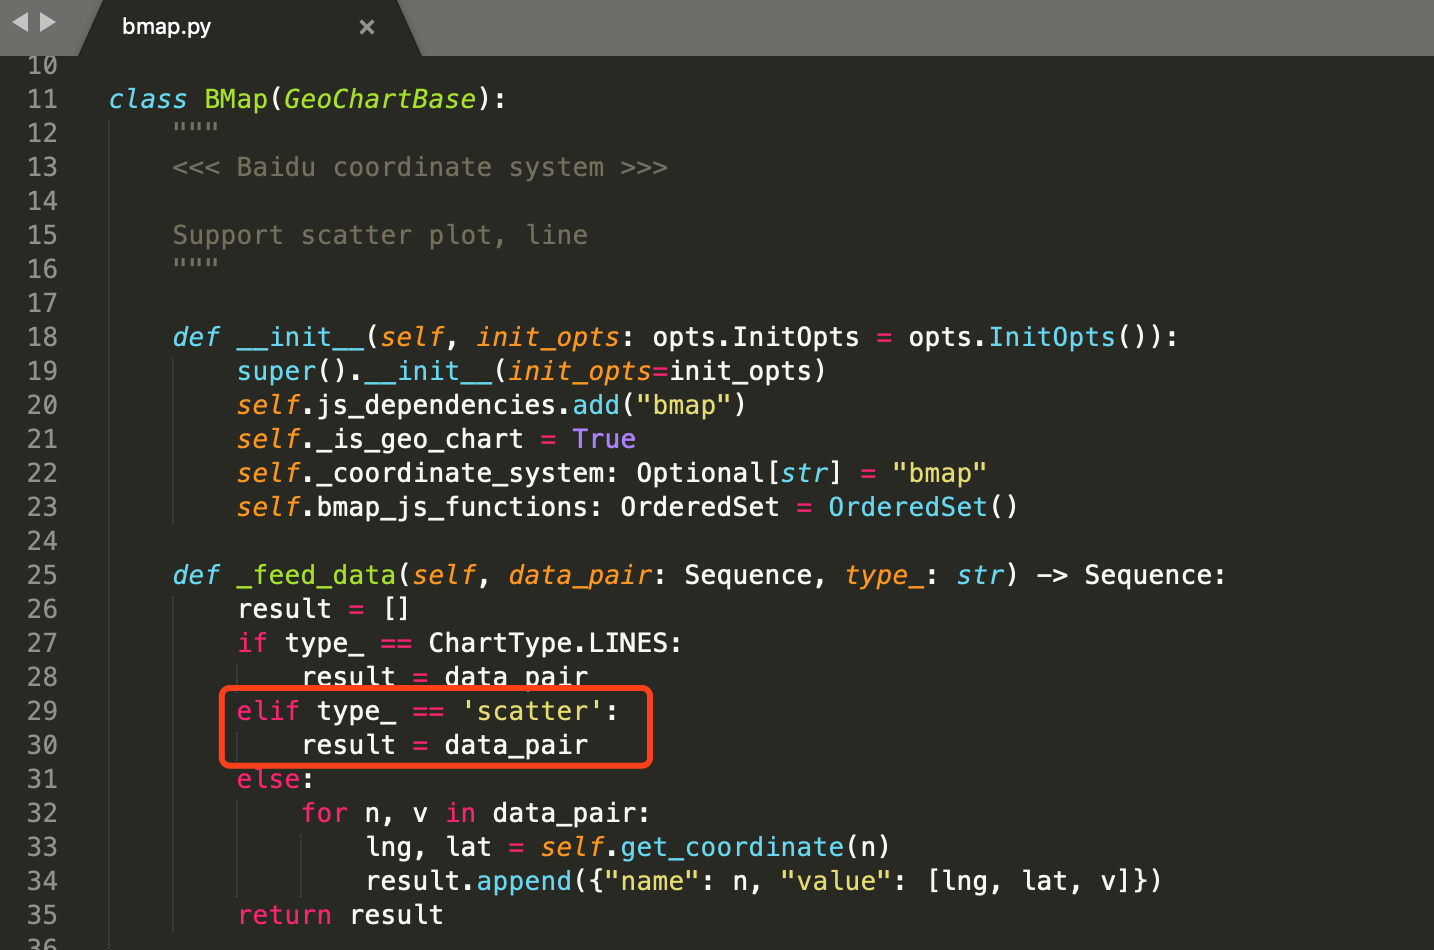 bmap.py ×
10
11 class BMap(GeoChartBase):
12 """
13 <<< Baidu coordinate system >>>
14
15 Support scatter plot, line
16 """
17
18 def __init__(self, init_opts: opts.InitOpts = opts.InitOpts()):
19 super().__init__(init_opts=init_opts)
20 self.js_dependencies.add("bmap")
21 self._is_geo_chart = True
22 self._coordinate_system: Optional[str] = "bmap"
23 self.bmap_js_functions: OrderedSet = OrderedSet()
24
25 def _feed_data(self, data_pair: Sequence, type_: str) -> Sequence:
26 result = []
27 if type_ == ChartType.LINES:
28 result = data_pair
29 elif type_ == 'scatter':
30 result = data_pair
31 else:
32 for n, v in data_pair:
33 lng, lat = self.get_coordinate(n)
34 result.append({"name": n, "value": [lng, lat, v]})
35 return result
36